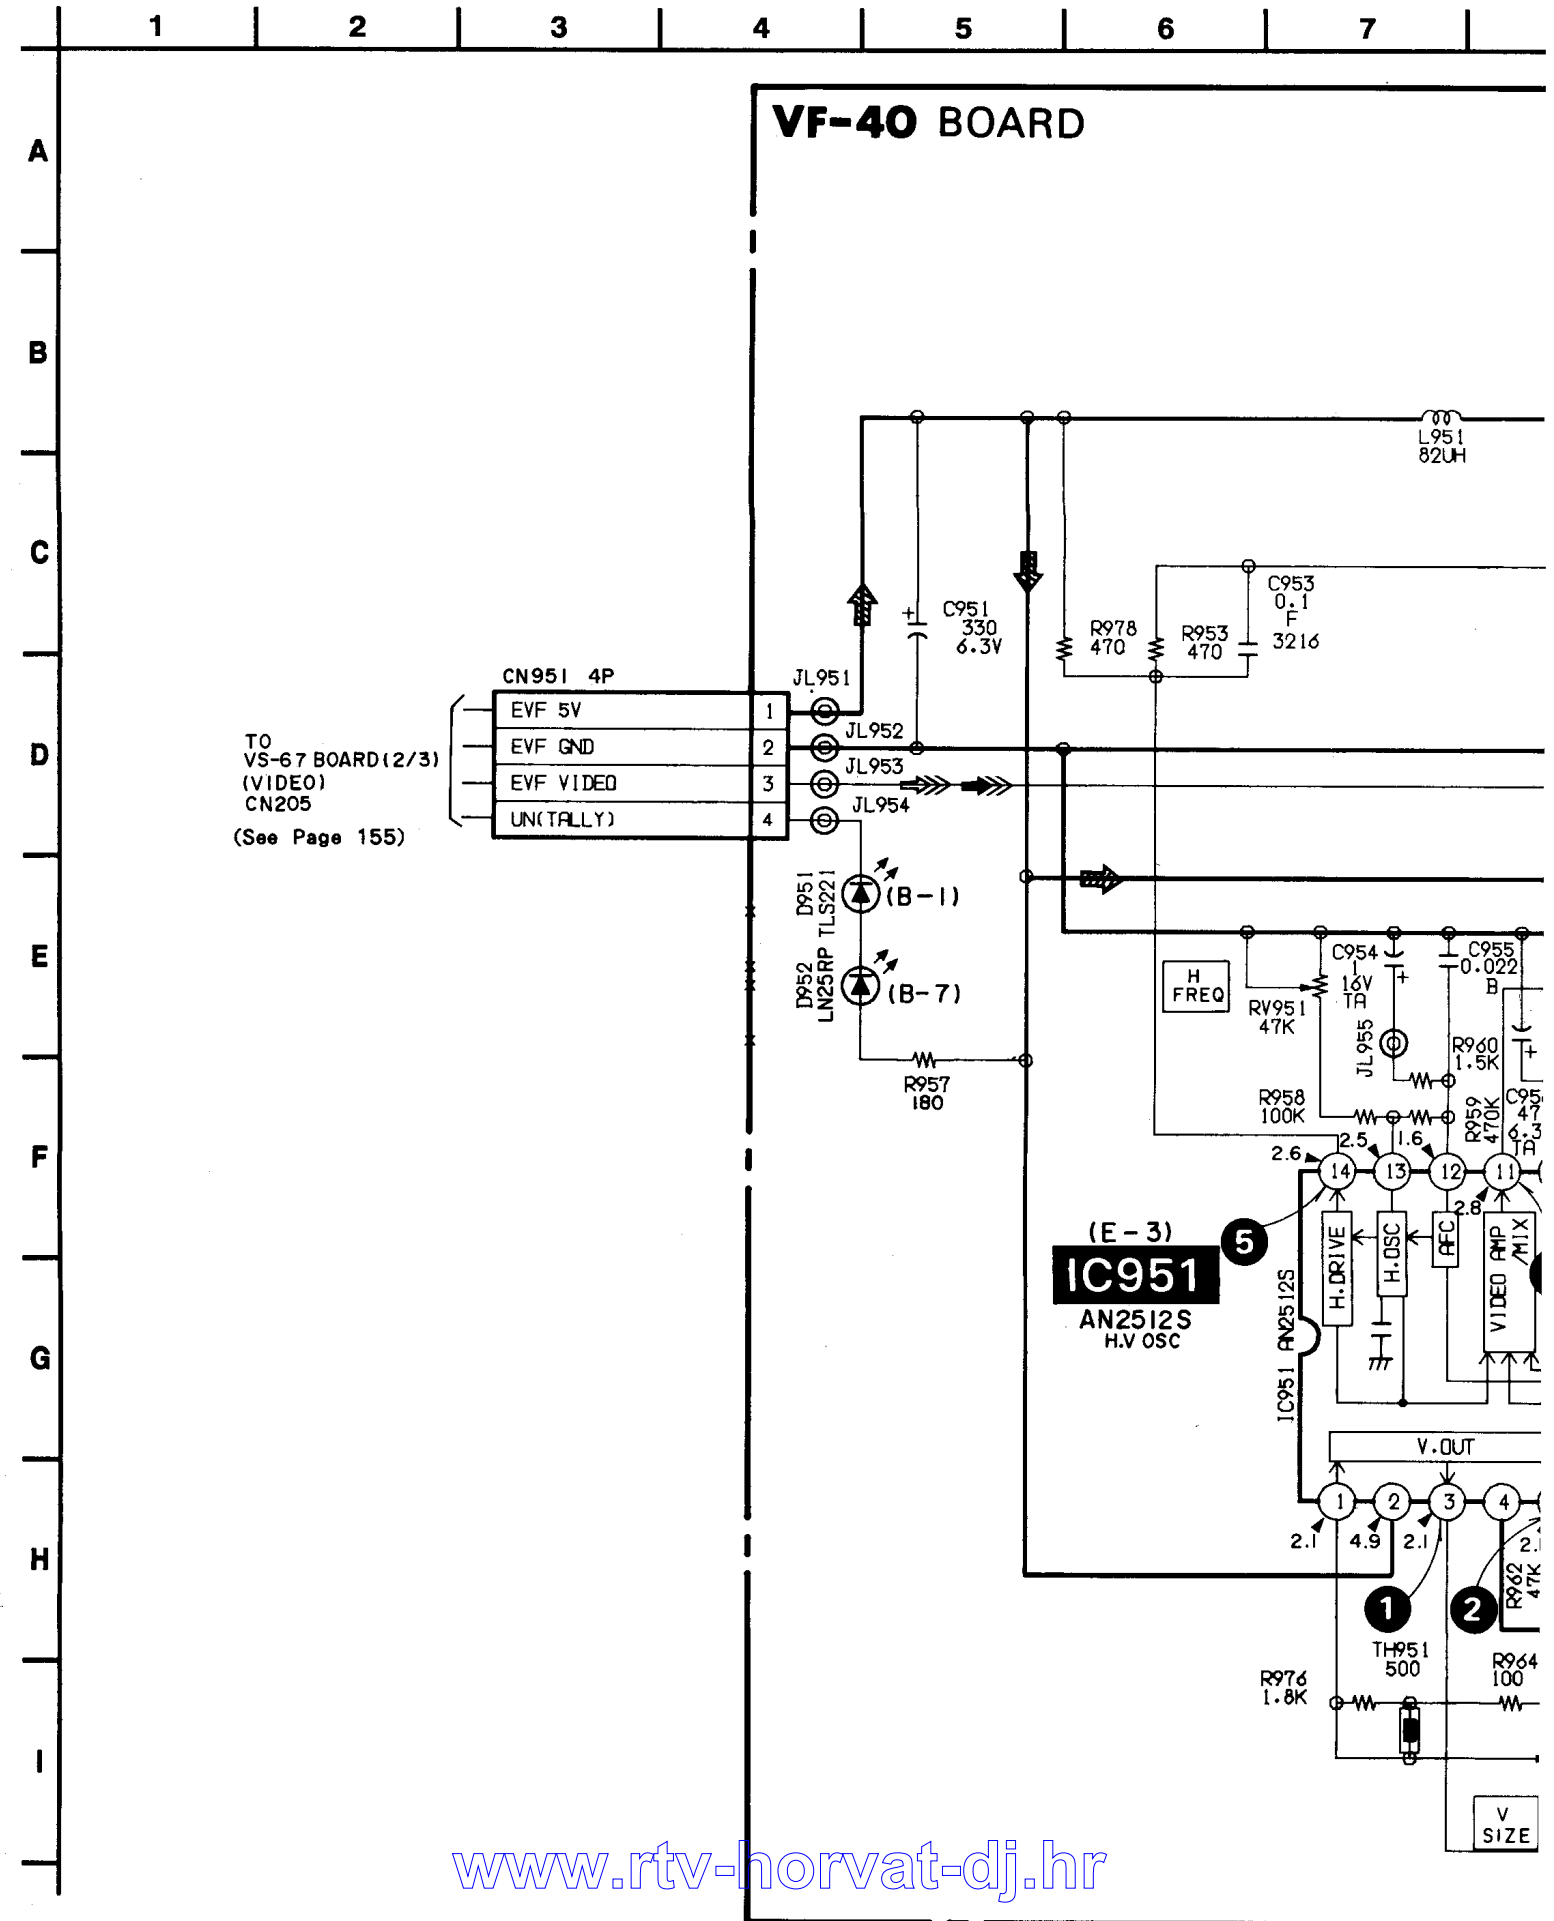 1 2 3 4 5 6 7
A
B
C
D
E
F
G
H
I
VF-40 BOARD
L951
82UH
C951
330
6.3V
+
R978
470
R953
470
C953
0.1
F
3216
CN951 4P
JL951
EVF 5V 1
JL952
EVF GND 2
JL953
EVF VIDEO 3
JL954
UN(TALLY) 4
TO
VS-67 BOARD(2/3)
(VIDEO)
CN205
(See Page 155)
D951
TLS221
(B-1)
D952
LN25RP
(B-7)
R957
180
H
FREQ
RV951
47K
C954
1
16V
TA
+
C955
0.022
B
JL955
R960
1.5K
+
R958
100K
R959
470K
47
TA
2.6 2.5 1.6 2.8
14 13 12 11
5
(E-3)
IC951
AN2512S
H.V OSC
IC951 AN2512S
H.DRIVE
H.OSC
AFC
VIDEO AMP
/MIX
V.OUT
1 2 3 4
2.1 4.9 2.1
R962
47K
1 2
TH951
500
R976
1.8K
R964
100
V
SIZE
www.rtv-horvat-dj.hr